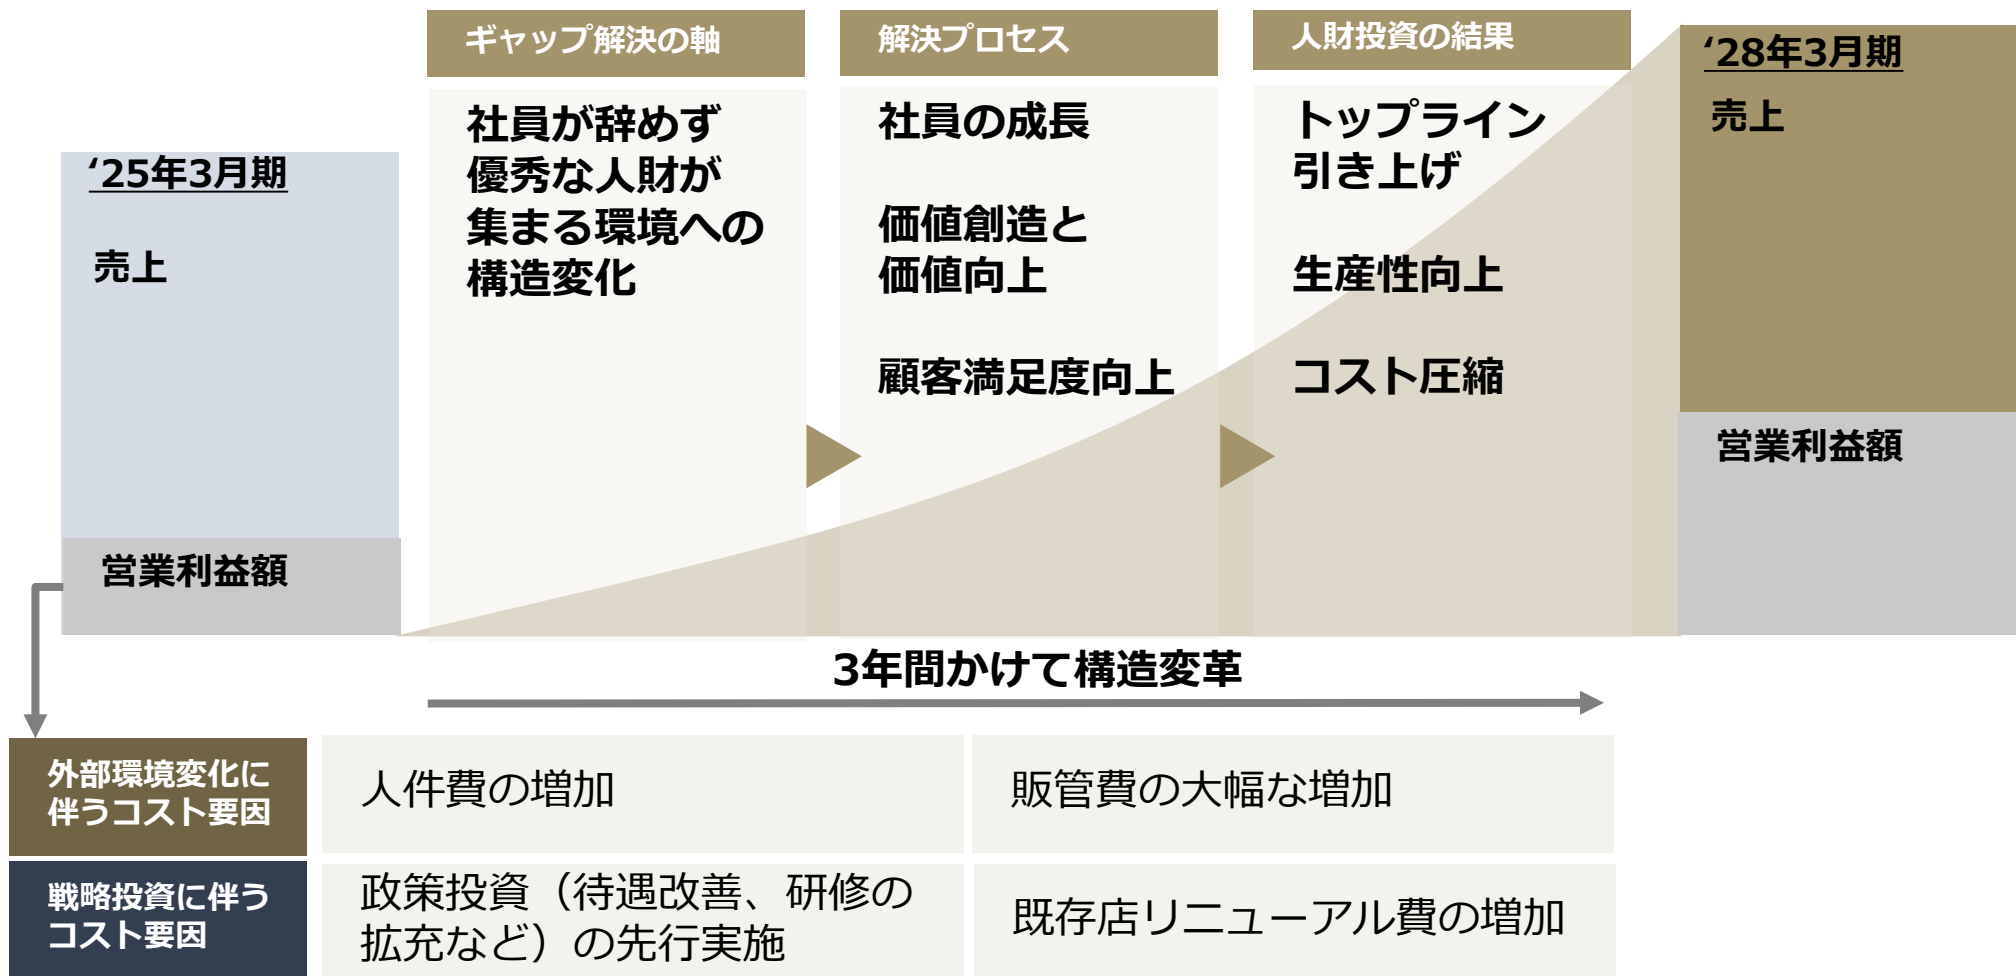 ギャップ解決の軸
解決プロセス
人財投資の結果
‘25年3月期
売上
営業利益額
社員が辞めず
優秀な人財が
集まる環境への
構造変化
社員の成長
価値創造と
価値向上
顧客満足度向上
トップライン
引き上げ
生産性向上
コスト圧縮
‘28年3月期
売上
営業利益額
3年間かけて構造変革
外部環境変化に
伴うコスト要因
人件費の増加
販管費の大幅な増加
戦略投資に伴う
コスト要因
政策投資（待遇改善、研修の
拡充など）の先行実施
既存店リニューアル費の増加